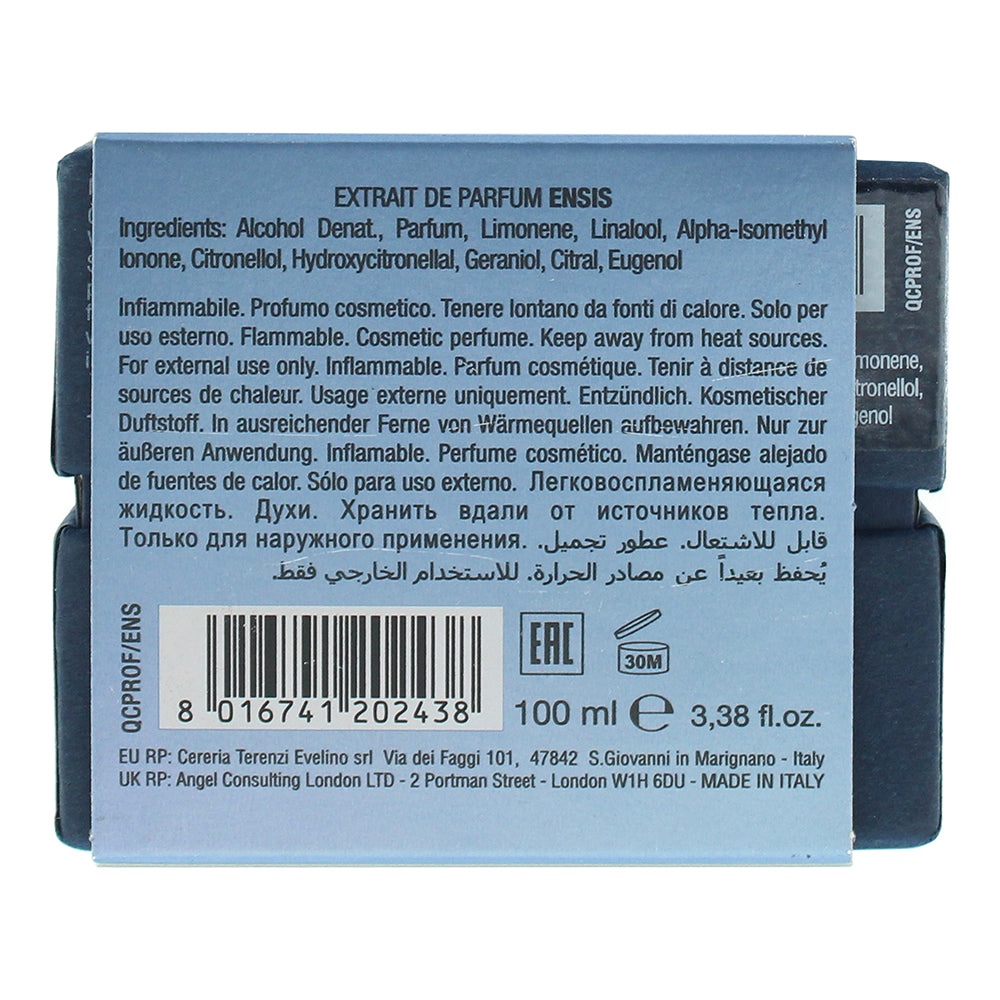 EXTRAIT DE PARFUM ENSIS
Ingredients: Alcohol Denat., Parfum, Limonene, Linalool, Alpha-Isomethyl
Ionone, Citronellol, Hydroxycitronellal, Geraniol, Citral, Eugenol
Infiammabile. Profumo cosmetico. Tenere lontano da fonti di calore. Solo per
uso esterno. Flammable. Cosmetic perfume. Keep away from heat sources.
For external use only. Inflammable. Parfum cosmétique. Tenir à distance de
sources de chaleur. Usage externe uniquement. Entzündlich. Kosmetischer
Duftstoff. In ausreichender Ferne von Wärmequellen aufbewahren. Nur zur
äußeren Anwendung. Inflamable. Perfume cosmético. Manténgase alejado
de fuentes de calor. Sólo para uso externo. Легковоспламеняющаяся
жидкость. Духи. Хранить вдали от источников тепла.
Только для наружного применения. قابل للاشتعال. عطور تجميل.
يُحفظ بعيداً عن مصادر الحرارة. للاستخدام الخارجي فقط.
QCPROF/ENS
8 016741 202438
EAC
30M
100 ml e 3,38 fl.oz.
EU RP: Cereria Terenzi Evelino srl Via dei Faggi 101, 47842 S.Giovanni in Marignano - Italy
UK RP: Angel Consulting London LTD - 2 Portman Street - London W1H 6DU - MADE IN ITALY
QCPROF/ENS
monene,
tronellol,
genol